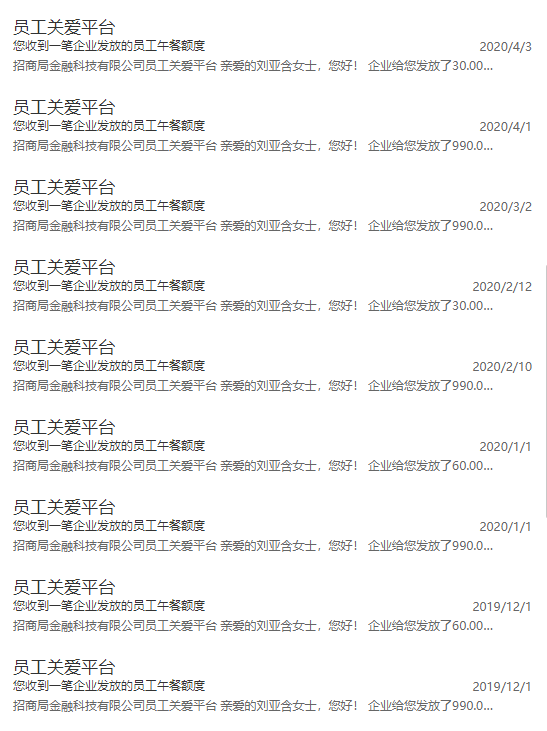 员工关爱平台
您收到一笔企业发放的员工午餐额度 2020/4/3
招商局金融科技有限公司员工关爱平台 亲爱的刘亚含女士，您好！ 企业给您发放了30.00...
员工关爱平台
您收到一笔企业发放的员工午餐额度 2020/4/1
招商局金融科技有限公司员工关爱平台 亲爱的刘亚含女士，您好！ 企业给您发放了990.0...
员工关爱平台
您收到一笔企业发放的员工午餐额度 2020/3/2
招商局金融科技有限公司员工关爱平台 亲爱的刘亚含女士，您好！ 企业给您发放了990.0...
员工关爱平台
您收到一笔企业发放的员工午餐额度 2020/2/12
招商局金融科技有限公司员工关爱平台 亲爱的刘亚含女士，您好！ 企业给您发放了30.00...
员工关爱平台
您收到一笔企业发放的员工午餐额度 2020/2/10
招商局金融科技有限公司员工关爱平台 亲爱的刘亚含女士，您好！ 企业给您发放了990.0...
员工关爱平台
您收到一笔企业发放的员工午餐额度 2020/1/1
招商局金融科技有限公司员工关爱平台 亲爱的刘亚含女士，您好！ 企业给您发放了60.00...
员工关爱平台
您收到一笔企业发放的员工午餐额度 2020/1/1
招商局金融科技有限公司员工关爱平台 亲爱的刘亚含女士，您好！ 企业给您发放了990.0...
员工关爱平台
您收到一笔企业发放的员工午餐额度 2019/12/1
招商局金融科技有限公司员工关爱平台 亲爱的刘亚含女士，您好！ 企业给您发放了60.00...
员工关爱平台
您收到一笔企业发放的员工午餐额度 2019/12/1
招商局金融科技有限公司员工关爱平台 亲爱的刘亚含女士，您好！ 企业给您发放了990.0...